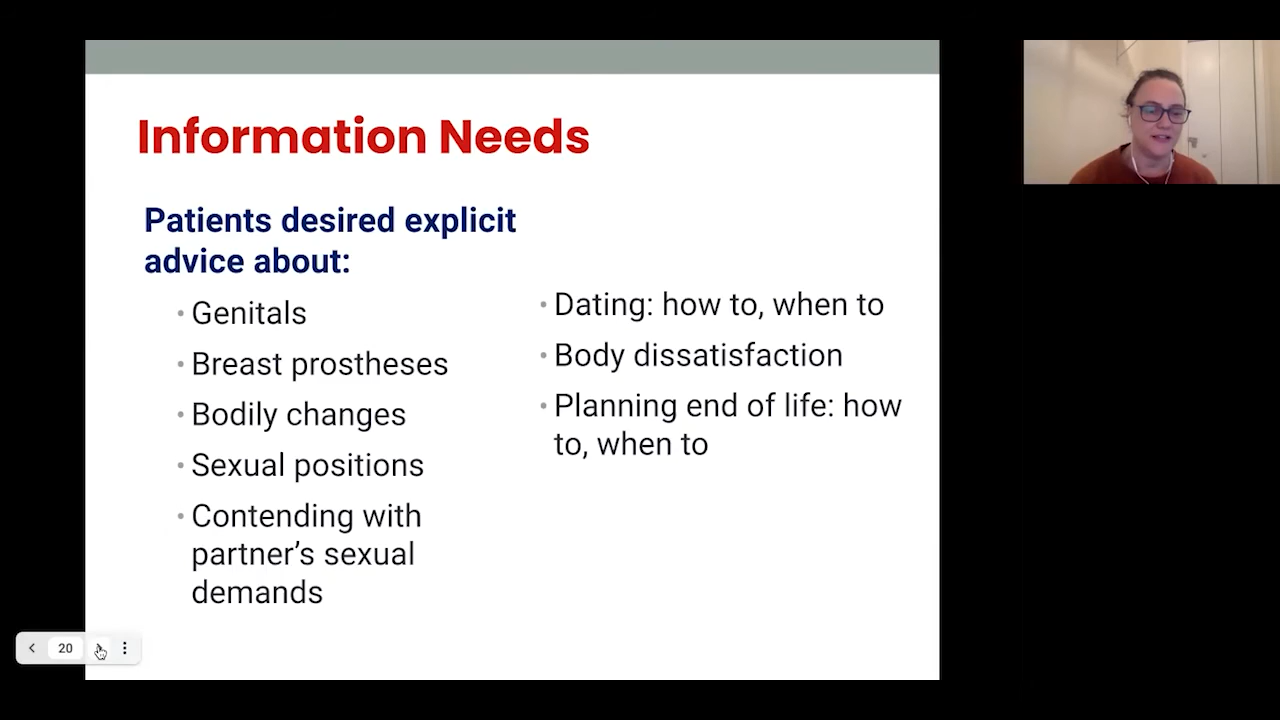 Information Needs
Patients desired explicit
advice about:
• Genitals
• Breast prostheses
• Bodily changes
• Sexual positions
• Contending with
partner’s sexual
demands
• Dating: how to, when to
• Body dissatisfaction
• Planning end of life: how
to, when to
20